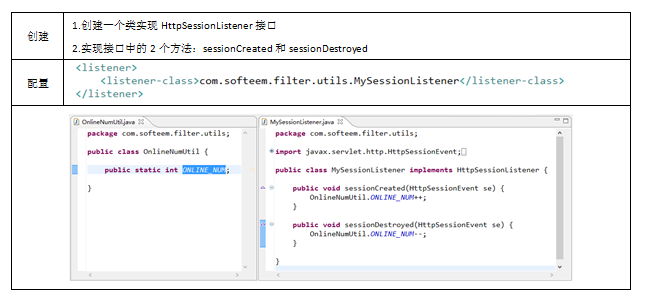 创建
1.创建一个类实现 HttpSessionListener 接口
2.实现接口中的 2 个方法：sessionCreated 和 sessionDestroyed
配置
<listener>
<listener-class>com.softeem.filter.utils.MySessionListener</listener-class>
</listener>
OnlineNumUtil.java
package com.softeem.filter.utils;
public class OnlineNumUtil {
public static int ONLINE_NUM;
}
MySessionListener.java
package com.softeem.filter.utils;
import javax.servlet.http.HttpSessionEvent;
public class MySessionListener implements HttpSessionListener {
public void sessionCreated(HttpSessionEvent se) {
OnlineNumUtil.ONLINE_NUM++;
}
public void sessionDestroyed(HttpSessionEvent se) {
OnlineNumUtil.ONLINE_NUM--;
}
}